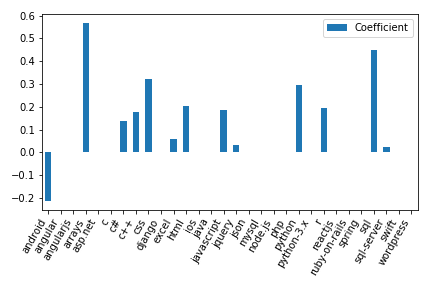 Coefficient
0.6
0.5
0.4
0.3
0.2
0.1
0.0
−0.1
−0.2
android
angular
angularjs
arrays
asp.net
c
c#
c++
css
django
excel
html
ios
java
javascript
jquery
json
mysql
node.js
php
python
python-3.x
r
reactjs
ruby-on-rails
spring
sql
sql-server
swift
wordpress